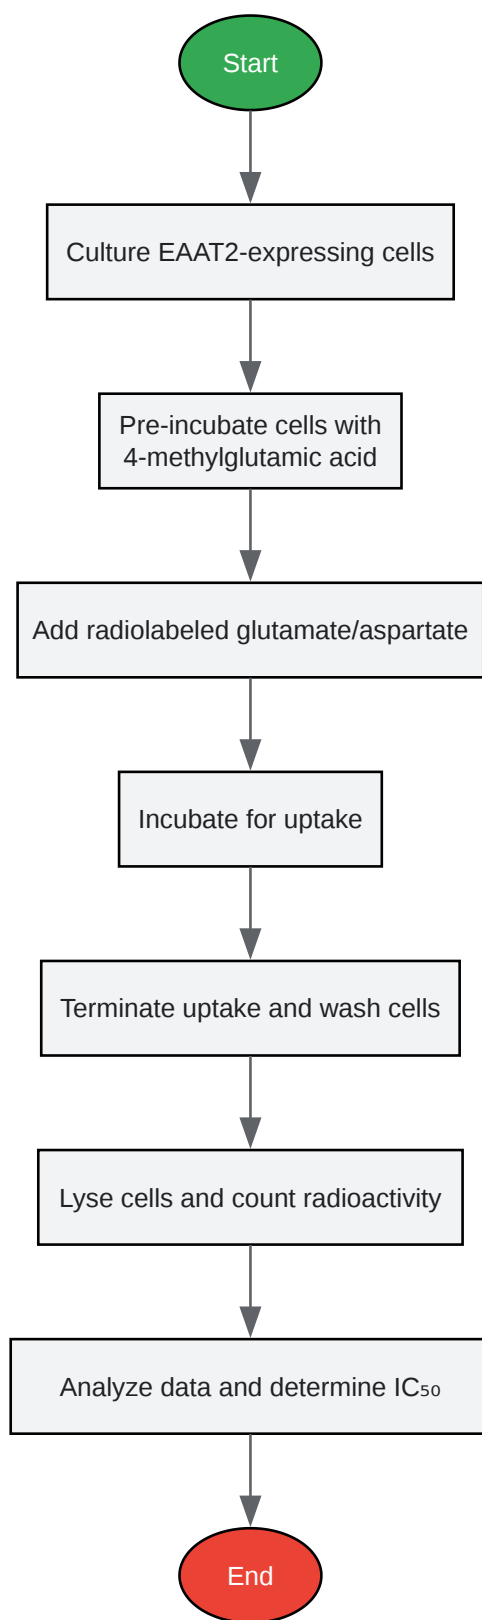 Start
Culture EAAT2-expressing cells
Pre-incubate cells with
4-methylglutamic acid
Add radiolabeled glutamate/aspartate
Incubate for uptake
Terminate uptake and wash cells
Lyse cells and count radioactivity
Analyze data and determine IC₅₀
End